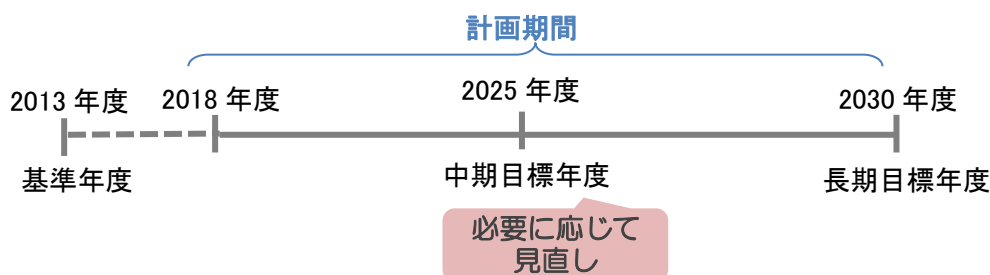 計画期間
2013 年度
2018 年度
2025 年度
2030 年度
基準年度
中期目標年度
長期目標年度
必要に応じて
見直し